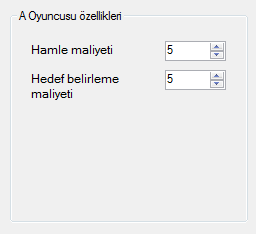 A Oyuncusu özellikleri
Hamle maliyeti 5
Hedef belirleme 5
maliyeti